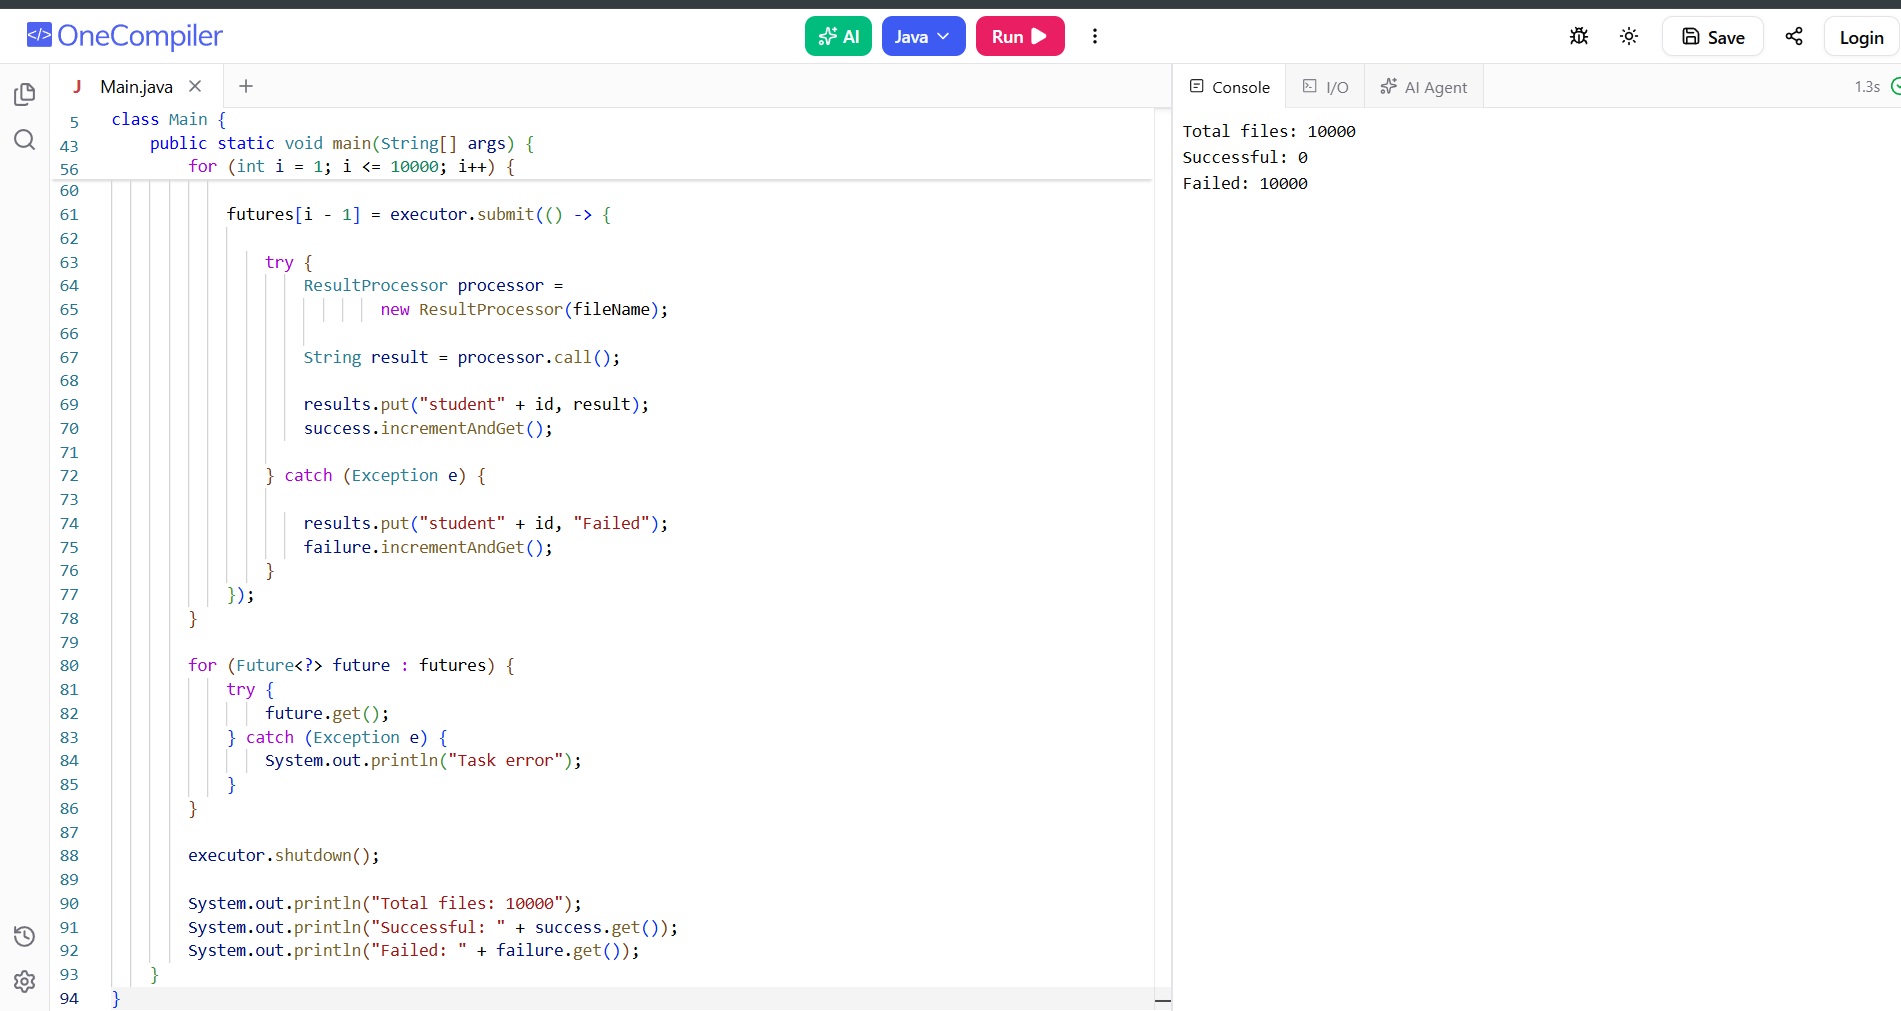 </> OneCompiler
AI
Java
Run
Save
Login
J Main.java
Console
I/O
AI Agent
1.3s
5 class Main {
43 public static void main(String[] args) {
56 for (int i = 1; i <= 10000; i++) {
60
61 futures[i - 1] = executor.submit(() -> {
62
63 try {
64 ResultProcessor processor =
65 new ResultProcessor(fileName);
66
67 String result = processor.call();
68
69 results.put("student" + id, result);
70 success.incrementAndGet();
71
72 } catch (Exception e) {
73
74 results.put("student" + id, "Failed");
75 failure.incrementAndGet();
76 }
77 });
78 }
79
80 for (Future<?> future : futures) {
81 try {
82 future.get();
83 } catch (Exception e) {
84 System.out.println("Task error");
85 }
86 }
87
88 executor.shutdown();
89
90 System.out.println("Total files: 10000");
91 System.out.println("Successful: " + success.get());
92 System.out.println("Failed: " + failure.get());
93 }
94 }
Total files: 10000
Successful: 0
Failed: 10000